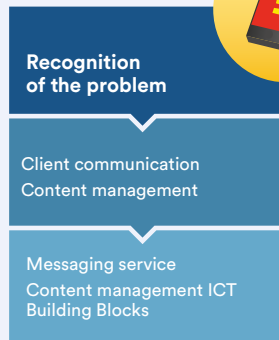 Recognition
of the problem
Client communication
Content management
Messaging service
Content management ICT
Building Blocks